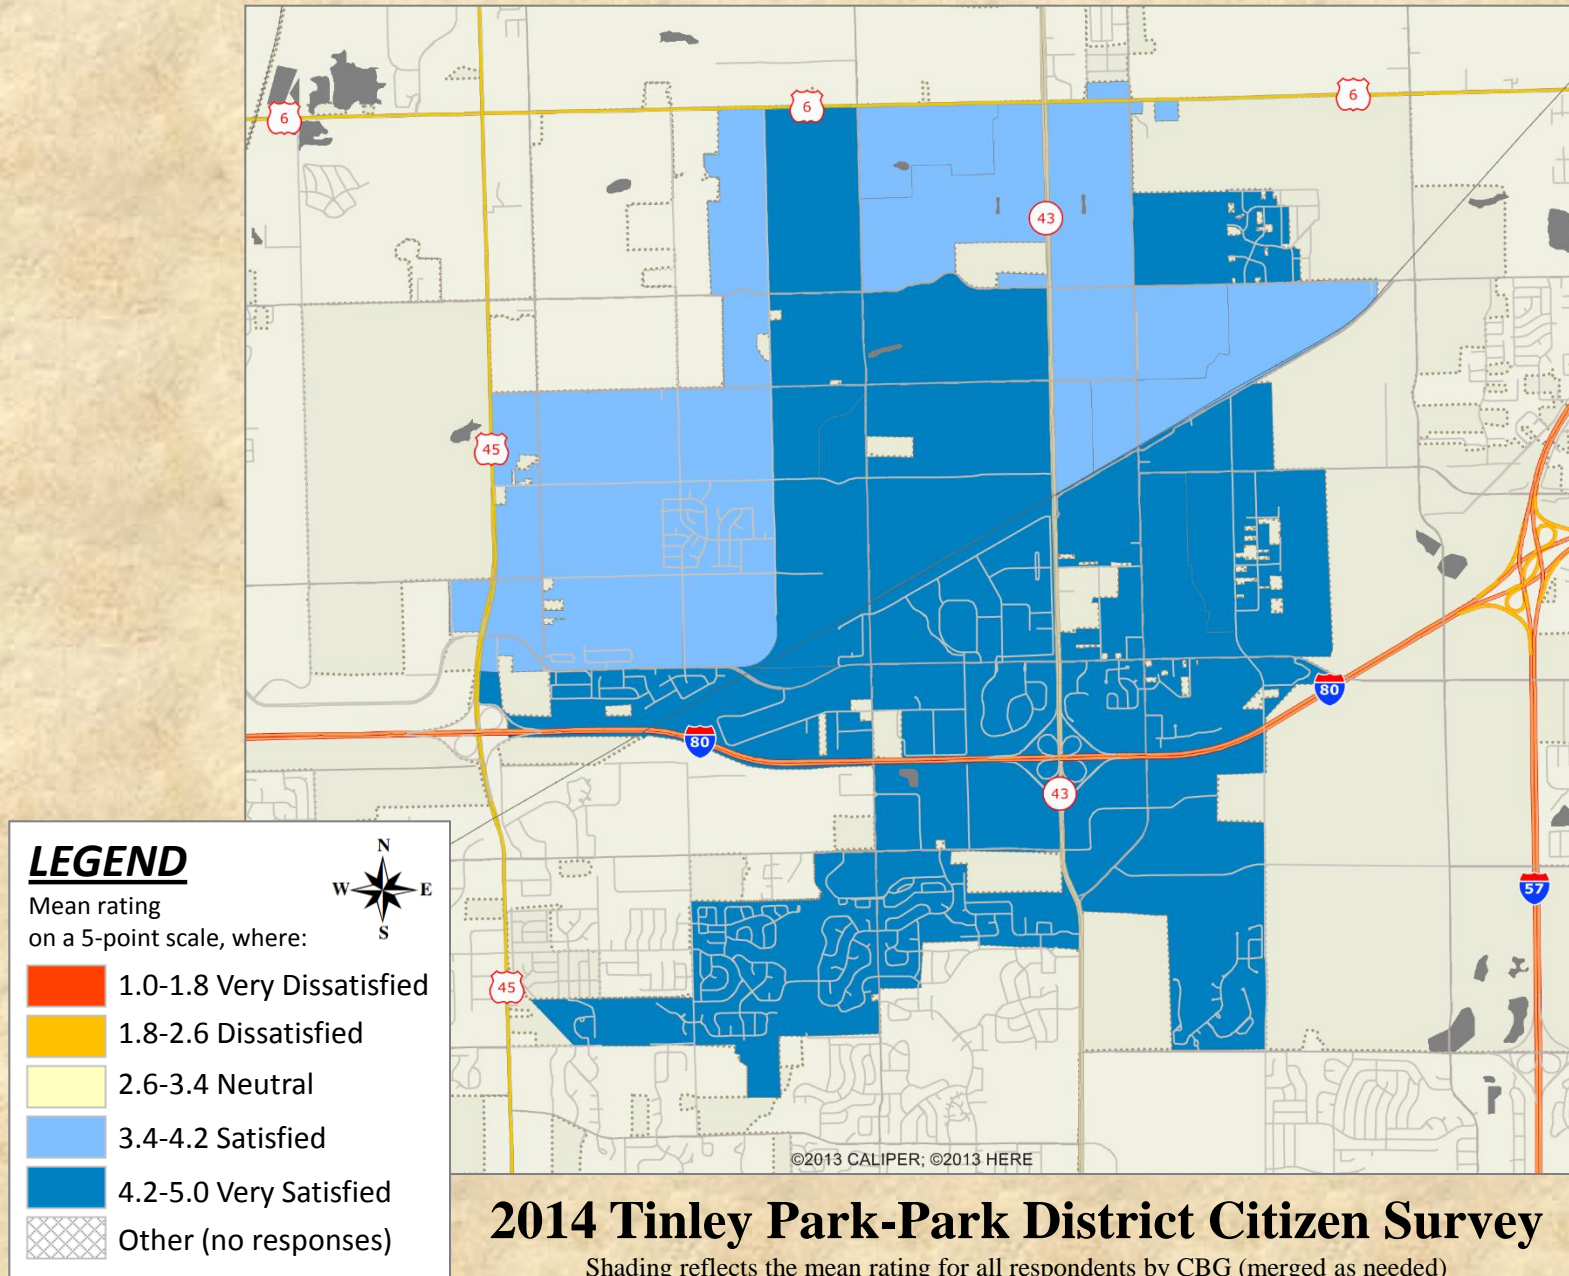 6
6
6
43
45
80
80
43
57
45
©2013 CALIPER; ©2013 HERE
LEGEND
N
W E
S
Mean rating
on a 5-point scale, where:
1.0-1.8 Very Dissatisfied
1.8-2.6 Dissatisfied
2.6-3.4 Neutral
3.4-4.2 Satisfied
4.2-5.0 Very Satisfied
Other (no responses)
2014 Tinley Park-Park District Citizen Survey
Shading reflects the mean rating for all respondents by CBG (merged as needed)